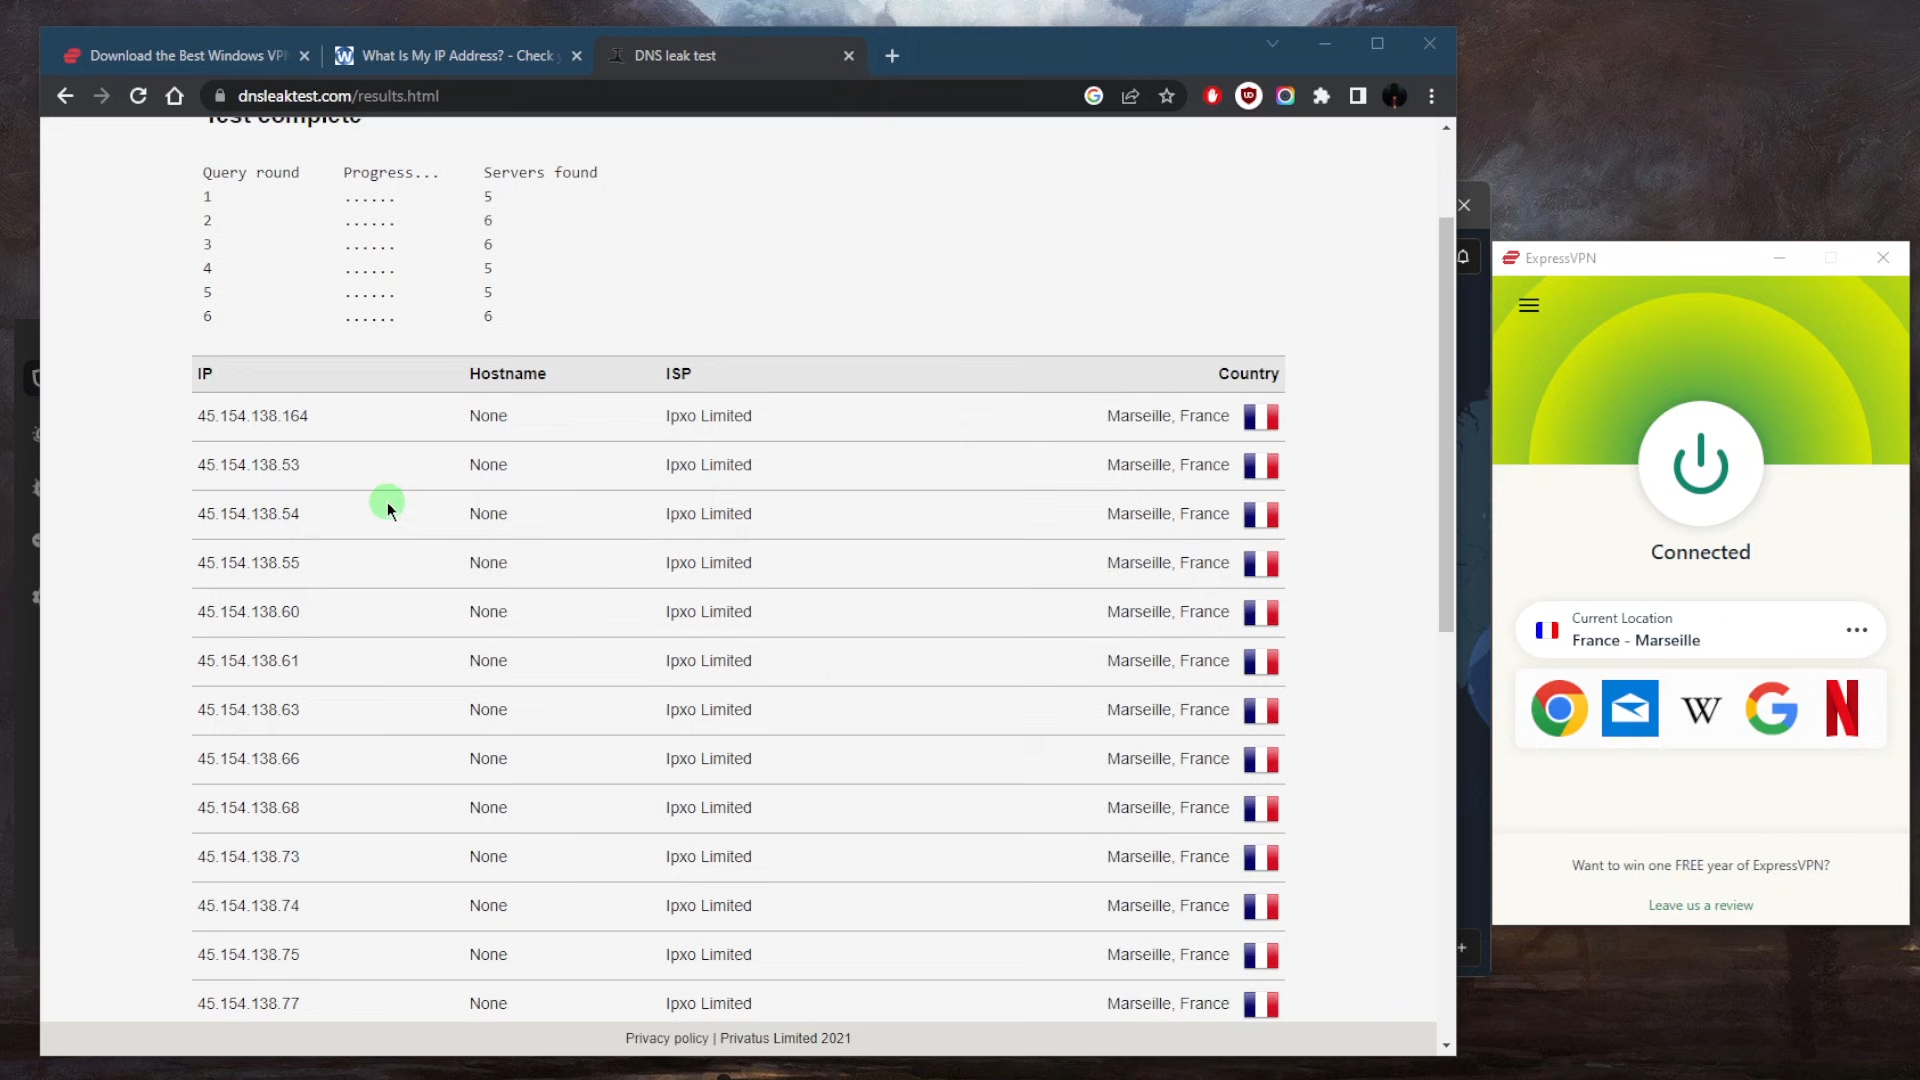 Download the Best Windows VPN
What Is My IP Address? - Check
DNS leak test
dnsleaktest.com/results.html
Test complete
Query round Progress... Servers found
1 ...... 5
2 ...... 6
3 ...... 6
4 ...... 5
5 ...... 5
6 ...... 6
IP Hostname ISP Country
45.154.138.164 None Ipxo Limited Marseille, France
45.154.138.53 None Ipxo Limited Marseille, France
45.154.138.54 None Ipxo Limited Marseille, France
45.154.138.55 None Ipxo Limited Marseille, France
45.154.138.60 None Ipxo Limited Marseille, France
45.154.138.61 None Ipxo Limited Marseille, France
45.154.138.63 None Ipxo Limited Marseille, France
45.154.138.66 None Ipxo Limited Marseille, France
45.154.138.68 None Ipxo Limited Marseille, France
45.154.138.73 None Ipxo Limited Marseille, France
45.154.138.74 None Ipxo Limited Marseille, France
45.154.138.75 None Ipxo Limited Marseille, France
45.154.138.77 None Ipxo Limited Marseille, France
Privacy policy | Privatus Limited 2021
ExpressVPN
Connected
Current Location
France - Marseille
W
Want to win one FREE year of ExpressVPN?
Leave us a review